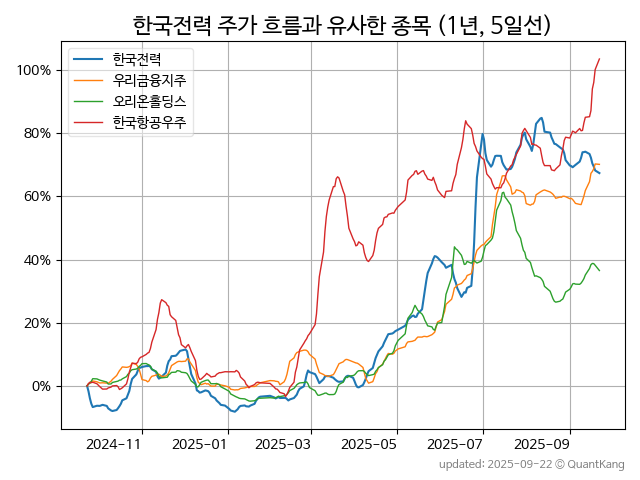 한국전력 주가 흐름과 유사한 종목 (1년, 5일선)
한국전력
우리금융지주
오리온홀딩스
한국항공우주
100%
80%
60%
40%
20%
0%
2024-11 2025-01 2025-03 2025-05 2025-07 2025-09
updated: 2025-09-22 © QuantKang